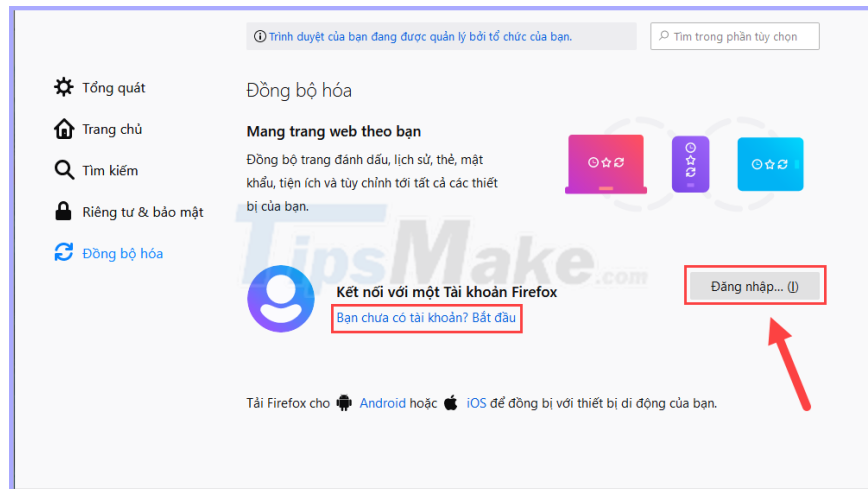 Trình duyệt của bạn đang được quản lý bởi tổ chức của bạn.
Tìm trong phần tùy chọn
Tổng quát
Trang chủ
Tìm kiếm
Riêng tư & bảo mật
Đồng bộ hóa
Đồng bộ hóa
Mang trang web theo bạn
Đồng bộ trang đánh dấu, lịch sử, thẻ, mật
khẩu, tiện ích và tùy chỉnh tới tất cả các thiết
bị của bạn.
TipsMake.com
Kết nối với một Tài khoản Firefox
Bạn chưa có tài khoản? Bắt đầu
Đăng nhập... (I)
Tải Firefox cho Android hoặc iOS để đồng bị với thiết bị di động của bạn.